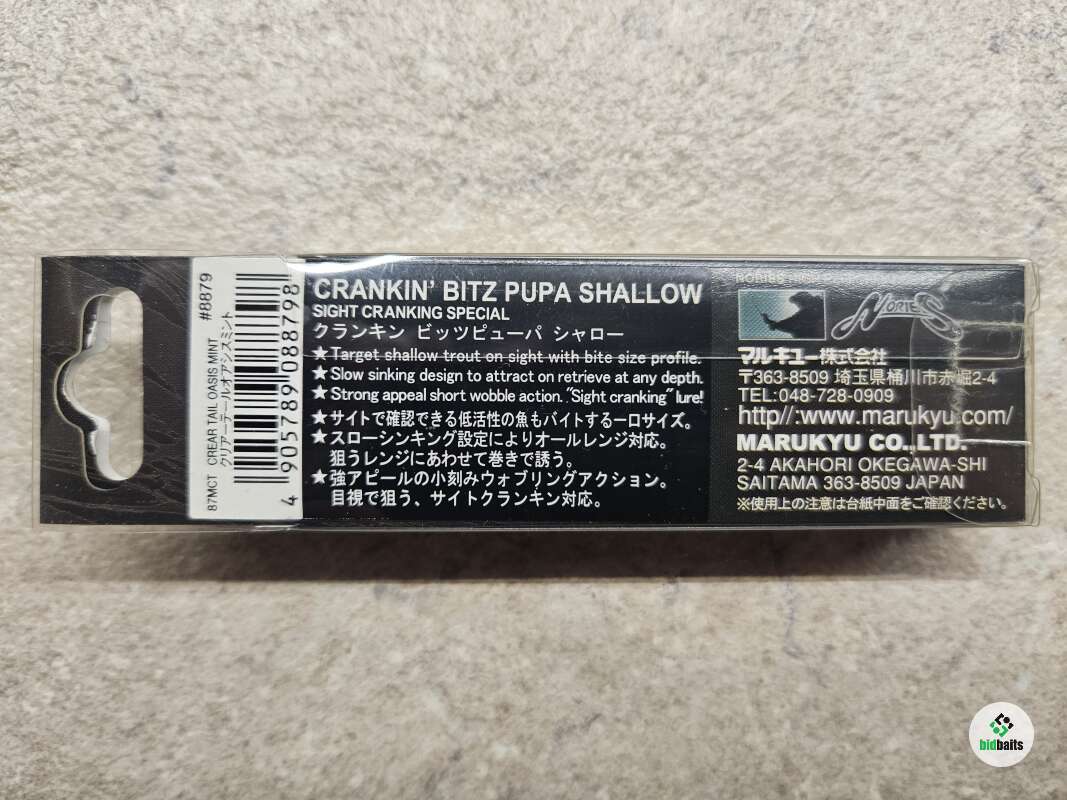 #8879
87MCT CREAR TAIL OASIS MINT
クリアーテールオアシスミント
4 905789 088798
CRANKIN' BITZ PUPA SHALLOW
SIGHT CRANKING SPECIAL
クランキン ビッツピューパ シャロー
★Target shallow trout on sight with bite size profile.
★Slow sinking design to attract on retrieve at any depth.
★Strong appeal short wobble action. "Sight cranking" lure!
★サイトで確認できる低活性の魚もバイトする一口サイズ。
★スローシンキング設定によりオールレンジ対応。
狙うレンジにあわせて巻きで誘う。
★強アピールの小刻みウォブリングアクション。
目視で狙う、サイトクランキン対応。
NORIES
マルキユー株式会社
〒363-8509 埼玉県桶川市赤堀2-4
TEL:048-728-0909
http//:www.marukyu.com/
MARUKYU CO.,LTD.
2-4 AKAHORI OKEGAWA-SHI
SAITAMA 363-8509 JAPAN
※使用上の注意は台紙中面をご確認ください。
bidbaits